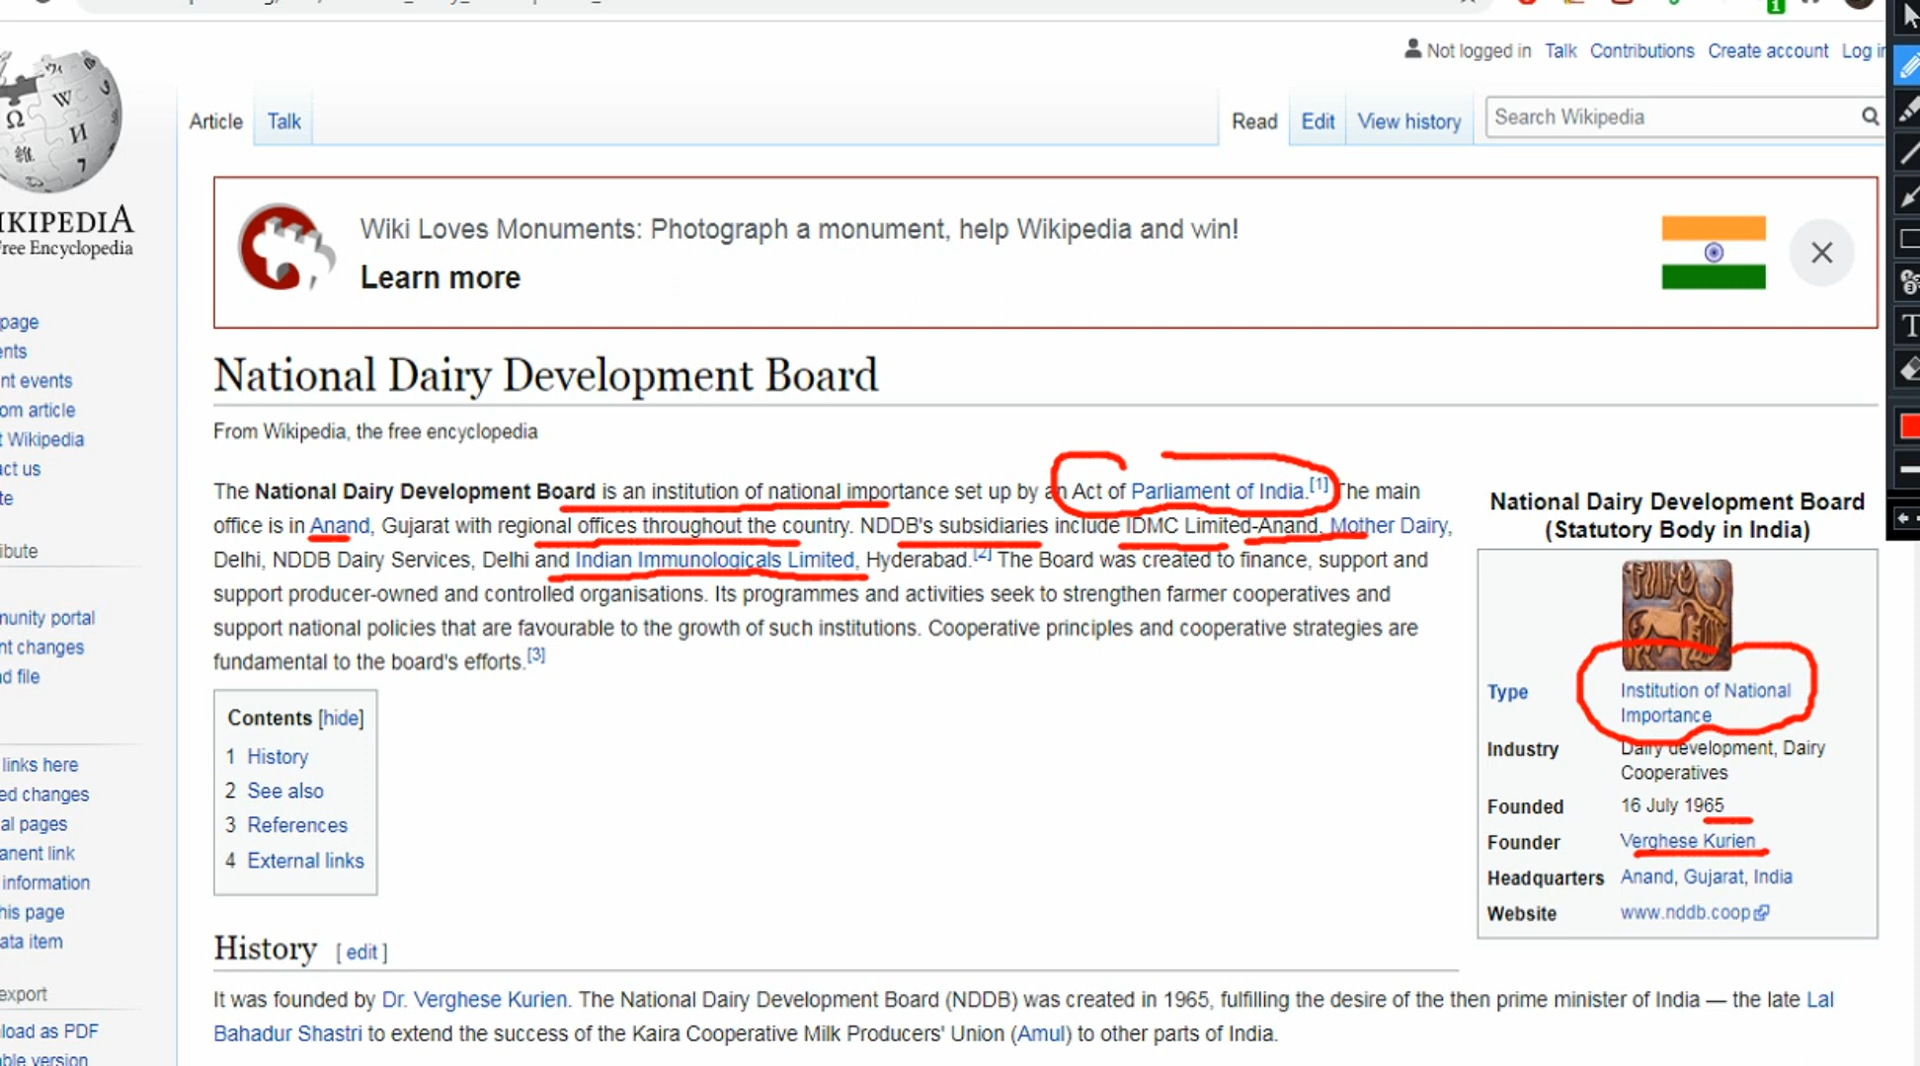 Not logged in Talk Contributions Create account Log in
Article Talk Read Edit View history Search Wikipedia
IKIPEDIA
Free Encyclopedia
Wiki Loves Monuments: Photograph a monument, help Wikipedia and win!
Learn more
page
ents
nt events
om article
t Wikipedia
act us
te
National Dairy Development Board
From Wikipedia, the free encyclopedia
The National Dairy Development Board is an institution of national importance set up by an Act of Parliament of India.[1] The main
office is in Anand, Gujarat with regional offices throughout the country. NDDB's subsidiaries include IDMC Limited-Anand, Mother Dairy,
Delhi, NDDB Dairy Services, Delhi and Indian Immunologicals Limited, Hyderabad.[2] The Board was created to finance, support and
support producer-owned and controlled organisations. Its programmes and activities seek to strengthen farmer cooperatives and
support national policies that are favourable to the growth of such institutions. Cooperative principles and cooperative strategies are
fundamental to the board's efforts.[3]
National Dairy Development Board
(Statutory Body in India)
Type Institution of National
Importance
Industry Dairy development, Dairy
Cooperatives
Founded 16 July 1965
Founder Verghese Kurien
Headquarters Anand, Gujarat, India
Website www.nddb.coop
ibute
munity portal
nt changes
d file
links here
ed changes
al pages
anent link
information
his page
ata item
export
load as PDF
able version
Contents [hide]
1 History
2 See also
3 References
4 External links
History [ edit ]
It was founded by Dr. Verghese Kurien. The National Dairy Development Board (NDDB) was created in 1965, fulfilling the desire of the then prime minister of India — the late Lal
Bahadur Shastri to extend the success of the Kaira Cooperative Milk Producers' Union (Amul) to other parts of India.